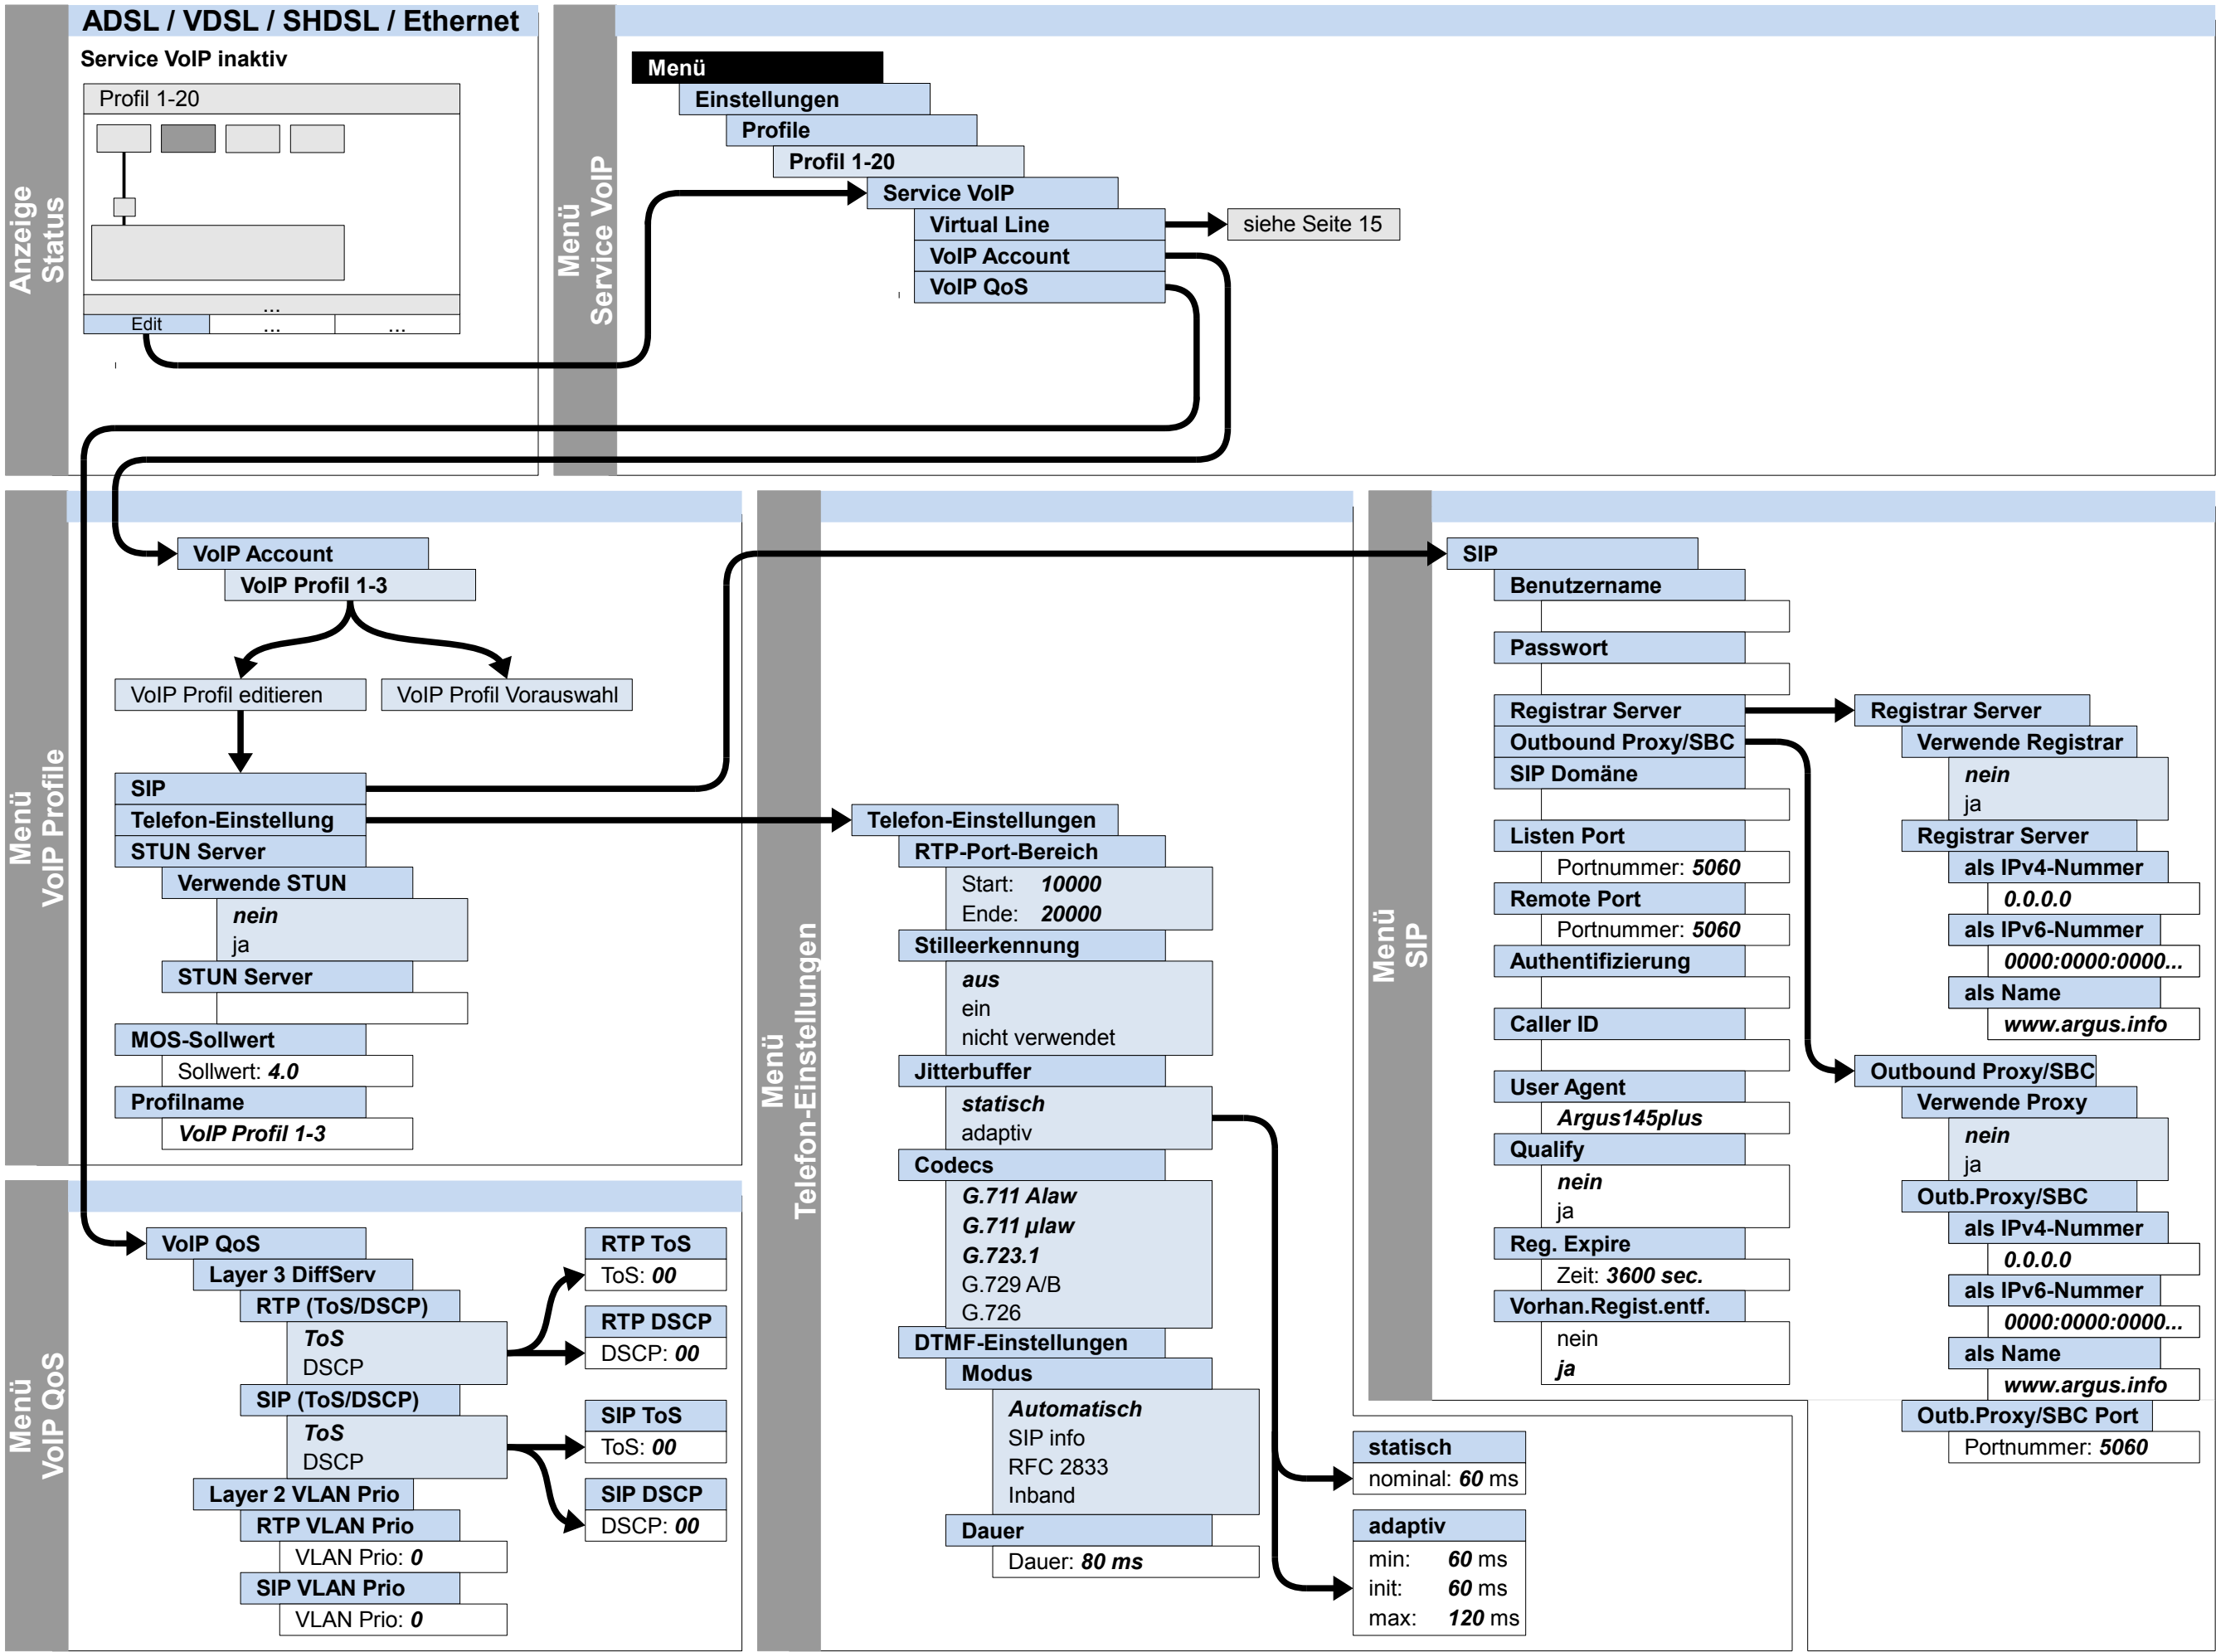 Anzeige
Status
ADSL / VDSL / SHDSL / Ethernet
Service VoIP inaktiv
Profil 1-20
...
Edit
...
...
Menü
Service VoIP
Menü
Einstellungen
Profile
Profil 1-20
Service VoIP
Virtual Line
siehe Seite 15
VoIP Account
VoIP QoS
Menü
VoIP Profile
VoIP Account
VoIP Profil 1-3
VoIP Profil editieren
VoIP Profil Vorauswahl
SIP
Telefon-Einstellung
STUN Server
Verwende STUN
nein
ja
STUN Server
MOS-Sollwert
Sollwert: 4.0
Profilname
VoIP Profil 1-3
Menü
VoIP QoS
VoIP QoS
Layer 3 DiffServ
RTP (ToS/DSCP)
ToS
DSCP
SIP (ToS/DSCP)
ToS
DSCP
Layer 2 VLAN Prio
RTP VLAN Prio
VLAN Prio: 0
SIP VLAN Prio
VLAN Prio: 0
RTP ToS
ToS: 00
RTP DSCP
DSCP: 00
SIP ToS
ToS: 00
SIP DSCP
DSCP: 00
Menü
Telefon-Einstellungen
Telefon-Einstellungen
RTP-Port-Bereich
Start: 10000
Ende: 20000
Stilleerkennung
aus
ein
nicht verwendet
Jitterbuffer
statisch
adaptiv
Codecs
G.711 Alaw
G.711 µlaw
G.723.1
G.729 A/B
G.726
DTMF-Einstellungen
Modus
Automatisch
SIP info
RFC 2833
Inband
Dauer
Dauer: 80 ms
statisch
nominal: 60 ms
adaptiv
min: 60 ms
init: 60 ms
max: 120 ms
Menü
SIP
SIP
Benutzername
Passwort
Registrar Server
Outbound Proxy/SBC
SIP Domäne
Listen Port
Portnummer: 5060
Remote Port
Portnummer: 5060
Authentifizierung
Caller ID
User Agent
Argus145plus
Qualify
nein
ja
Reg. Expire
Zeit: 3600 sec.
Vorhan.Regist.entf.
nein
ja
Registrar Server
Verwende Registrar
nein
ja
Registrar Server
als IPv4-Nummer
0.0.0.0
als IPv6-Nummer
0000:0000:0000...
als Name
www.argus.info
Outbound Proxy/SBC
Verwende Proxy
nein
ja
Outb.Proxy/SBC
als IPv4-Nummer
0.0.0.0
als IPv6-Nummer
0000:0000:0000...
als Name
www.argus.info
Outb.Proxy/SBC Port
Portnummer: 5060